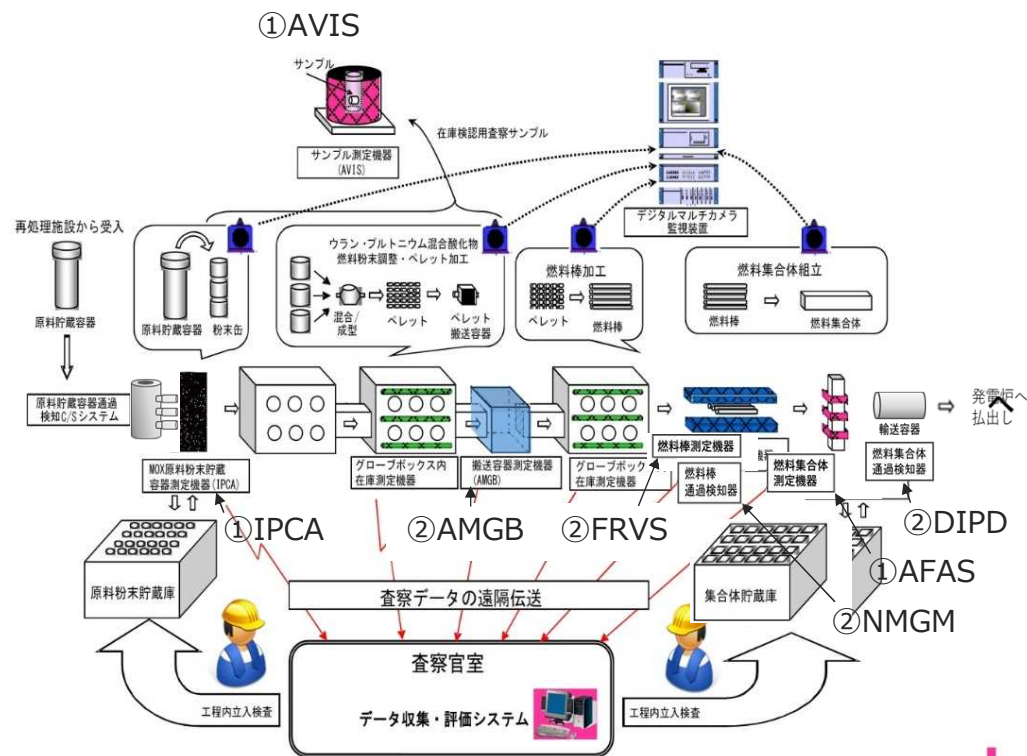 ①AVIS
サンプル
サンプル測定機器
(AVIS)
在庫検認用査察サンプル
デジタルマルチカメラ
監視装置
再処理施設から受入
原料貯蔵容器
原料貯蔵容器
粉末缶
ウラン・プルトニウム混合酸化物
燃料粉末調整・ペレット加工
混合/
成型
ペレット
ペレット
搬送容器
燃料棒加工
ペレット
燃料棒
燃料集合体組立
燃料棒
燃料集合体
原料貯蔵容器通過
検知C/Sシステム
MOX原料粉末貯蔵
容器測定機器(IPCA)
グローブボックス内
在庫測定機器
搬送容器測定機器
(AMGB)
グローブボック
在庫測定機器
燃料棒測定機器
機器
燃料棒
通過検知器
燃料集合体
測定機器
輸送容器
燃料集合体
通過検知器
発電炉へ
払出し
①IPCA
②AMGB
②FRVS
②DIPD
①AFAS
②NMGM
原料粉末貯蔵庫
集合体貯蔵庫
査察データの遠隔伝送
査察官室
データ収集・評価システム
工程内立入検査
工程内立入検査